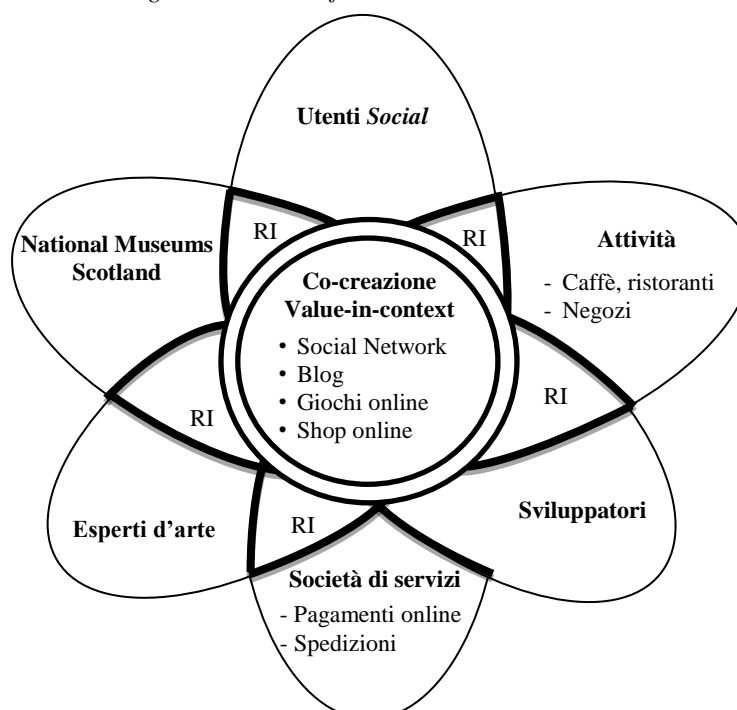 Utenti Social
RI
RI
National Museums
Scotland
Attività
- Caffè, ristoranti
- Negozi
Co-creazione
Value-in-context
• Social Network
• Blog
• Giochi online
• Shop online
RI
RI
Esperti d’arte
RI
Sviluppatori
Società di servizi
- Pagamenti online
- Spedizioni